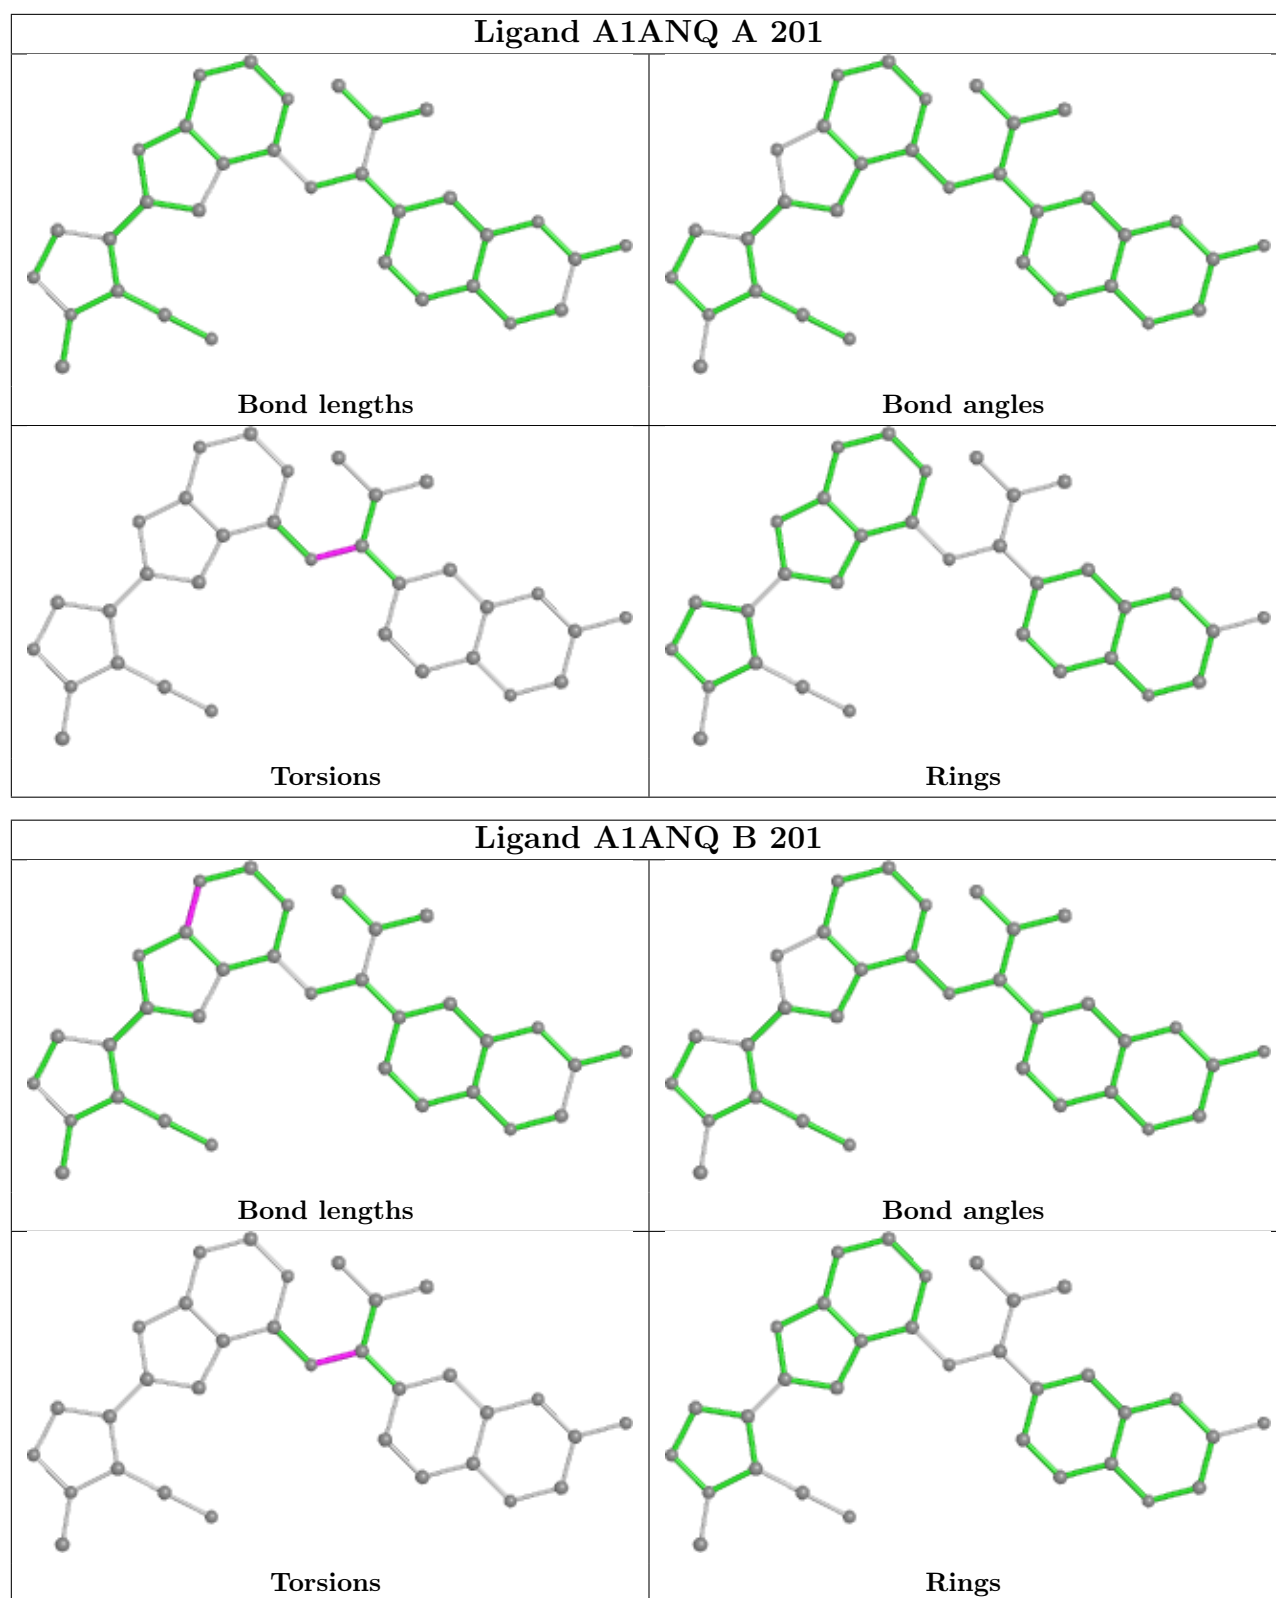 Ligand A1ANQ A 201
Bond lengths
Bond angles
Torsions
Rings
Ligand A1ANQ B 201
Bond lengths
Bond angles
Torsions
Rings